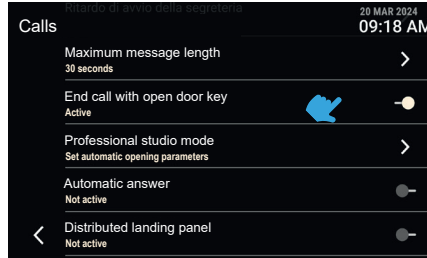 Ritardo di avvio della segreteria
20 MAR 2024
Calls
09:18 AM
Maximum message length
30 seconds
End call with open door key
Active
Professional studio mode
Set automatic opening parameters
Automatic answer
Not active
Distributed landing panel
Not active